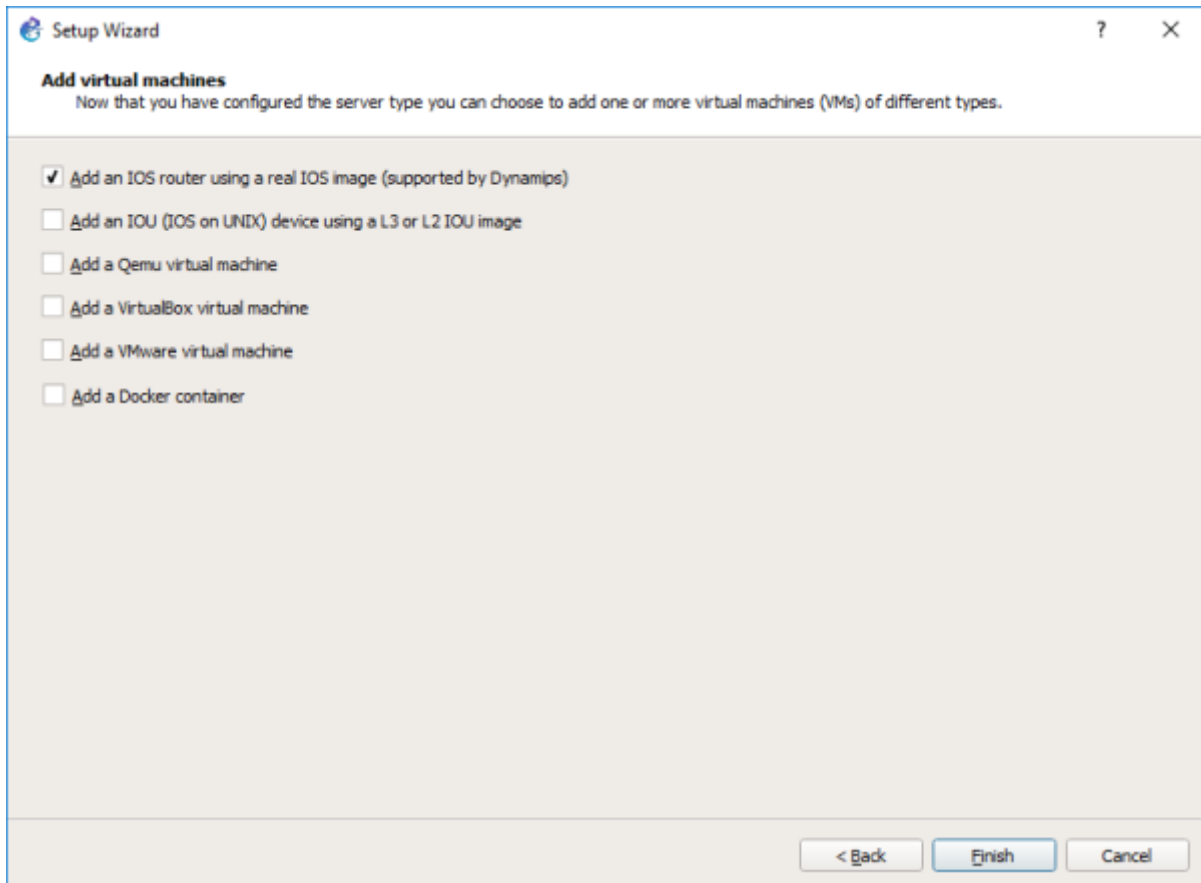 Setup Wizard
?
Add virtual machines
Now that you have configured the server type you can choose to add one or more virtual machines (VMs) of different types.
Add an IOS router using a real IOS image (supported by Dynamips)
Add an IOU (IOS on UNIX) device using a L3 or L2 IOU image
Add a Qemu virtual machine
Add a VirtualBox virtual machine
Add a VMware virtual machine
Add a Docker container
< Back Finish Cancel